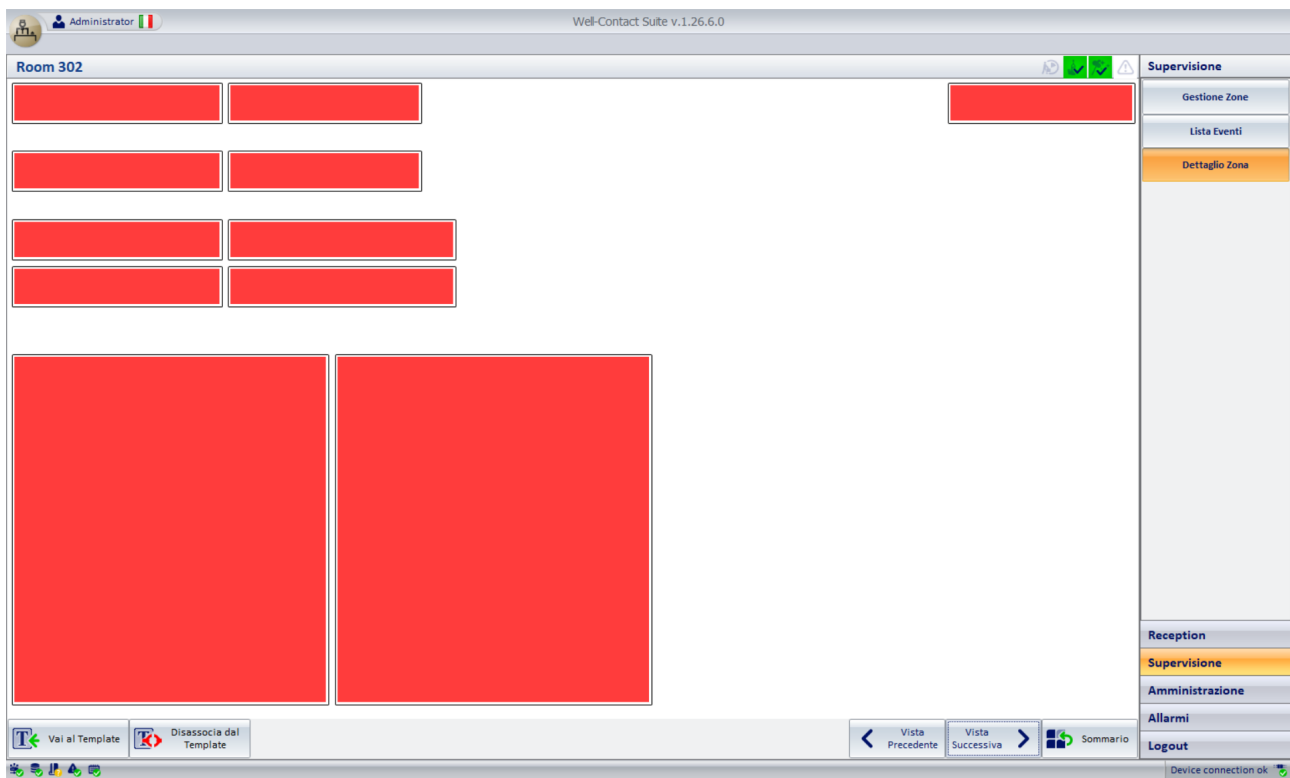 Administrator
Well-Contact Suite v.1.26.6.0
Room 302
Supervisione
Gestione Zone
Lista Eventi
Dettaglio Zona
Reception
Supervisione
Amministrazione
Allarmi
Logout
Vai al Template
Disassocia dal
Template
Vista
Precedente
Vista
Successiva
Sommario
Device connection ok